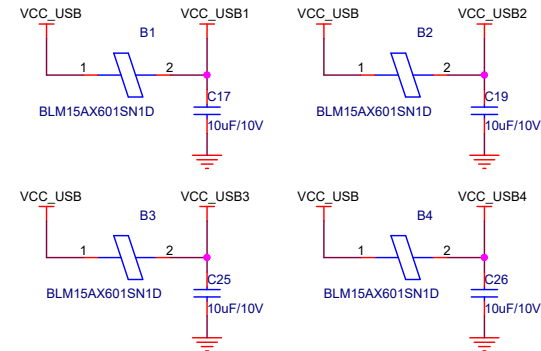 VCC_USB VCC_USB1
B1
1 2
C17
BLM15AX601SN1D
10uF/10V
VCC_USB VCC_USB2
B2
1 2
C19
BLM15AX601SN1D
10uF/10V
VCC_USB VCC_USB3
B3
1 2
C25
BLM15AX601SN1D
10uF/10V
VCC_USB VCC_USB4
B4
1 2
C26
BLM15AX601SN1D
10uF/10V